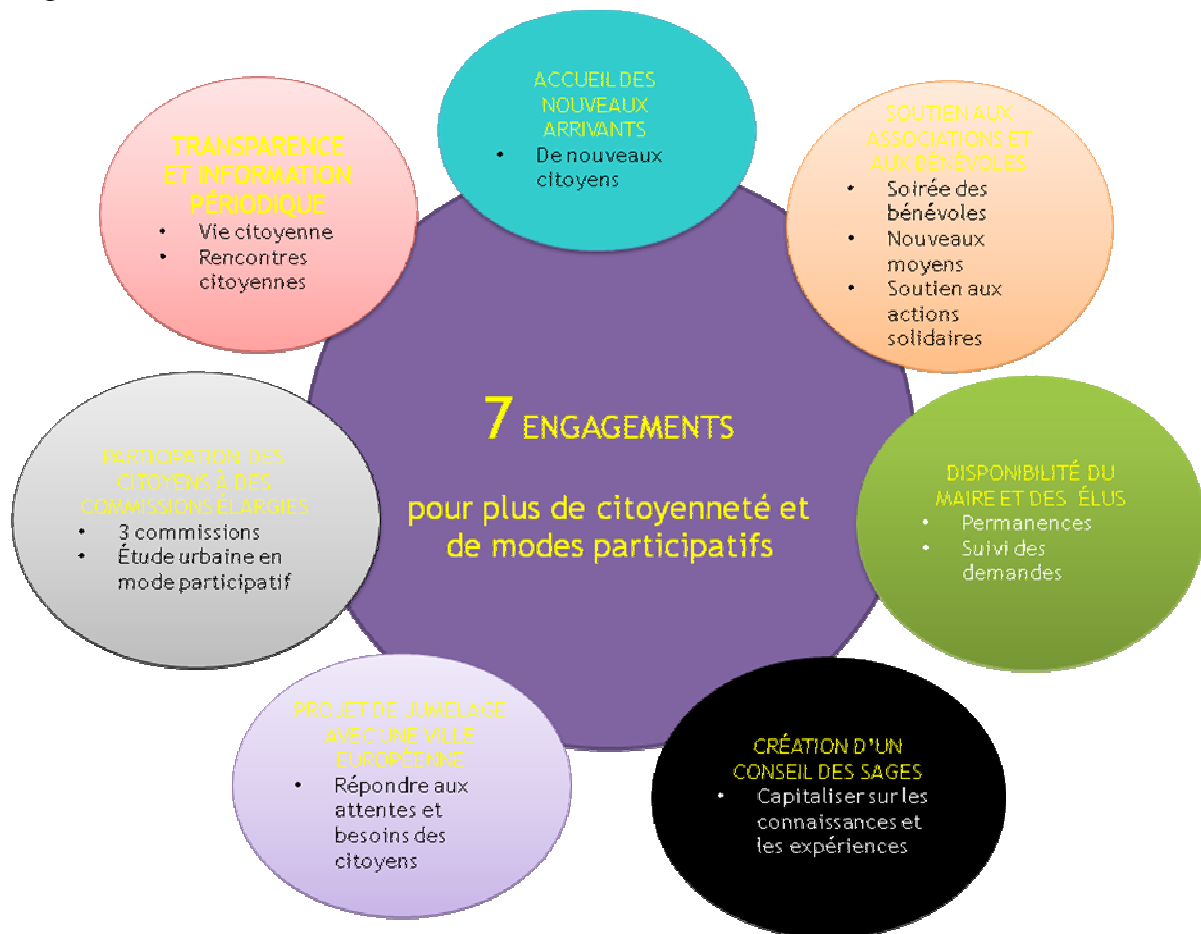 ACCUEIL DES
NOUVEAUX
ARRIVANTS
• De nouveaux
citoyens
SOUTIEN AUX
ASSOCIATIONS ET
AUX BÉNÉVOLES
• Soirée des
bénévoles
• Nouveaux
moyens
• Soutien aux
actions
solidaires
DISPONIBILITÉ DU
MAIRE ET DES ÉLUS
• Permanences
• Suivi des
demandes
CRÉATION D'UN
CONSEIL DES SAGES
• Capitaliser sur les
connaissances et
les expériences
PROJET DE JUMELAGE
AVEC UNE VILLE
EUROPÉENNE
• Répondre aux
attentes et
besoins des
citoyens
PARTICIPATION DES
CITOYENS À DES
COMMISSIONS ÉLARGIES
• 3 commissions
• Étude urbaine en
mode participatif
TRANSPARENCE
ET INFORMATION
PÉRIODIQUE
• Vie citoyenne
• Rencontres
citoyennes
7 ENGAGEMENTS
pour plus de citoyenneté et
de modes participatifs